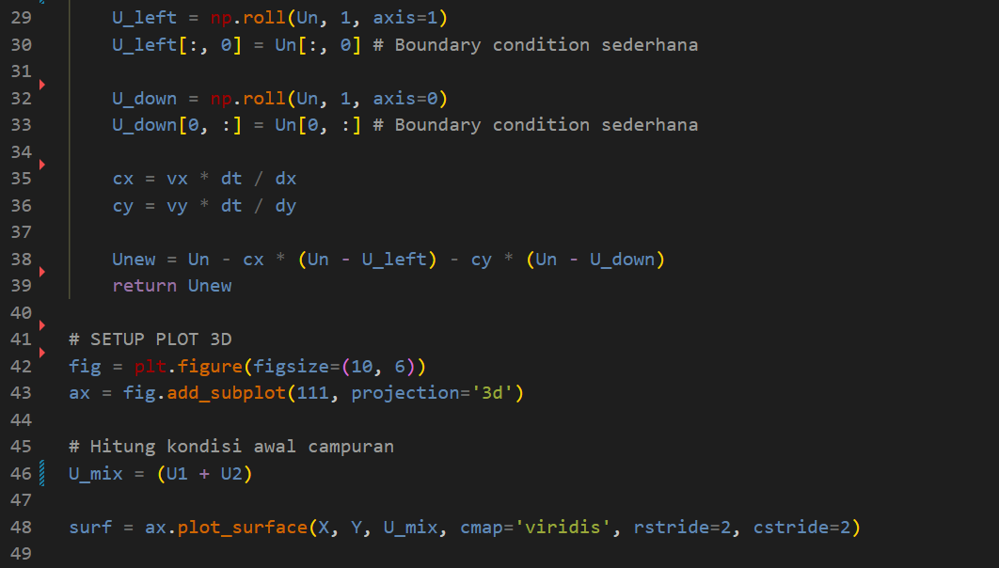 29 U_left = np.roll(Un, 1, axis=1)
30 U_left[:, 0] = Un[:, 0] # Boundary condition sederhana
31
32 U_down = np.roll(Un, 1, axis=0)
33 U_down[0, :] = Un[0, :] # Boundary condition sederhana
34
35 cx = vx * dt / dx
36 cy = vy * dt / dy
37
38 Unew = Un - cx * (Un - U_left) - cy * (Un - U_down)
39 return Unew
40
41 # SETUP PLOT 3D
42 fig = plt.figure(figsize=(10, 6))
43 ax = fig.add_subplot(111, projection='3d')
44
45 # Hitung kondisi awal campuran
46 U_mix = (U1 + U2)
47
48 surf = ax.plot_surface(X, Y, U_mix, cmap='viridis', rstride=2, cstride=2)
49